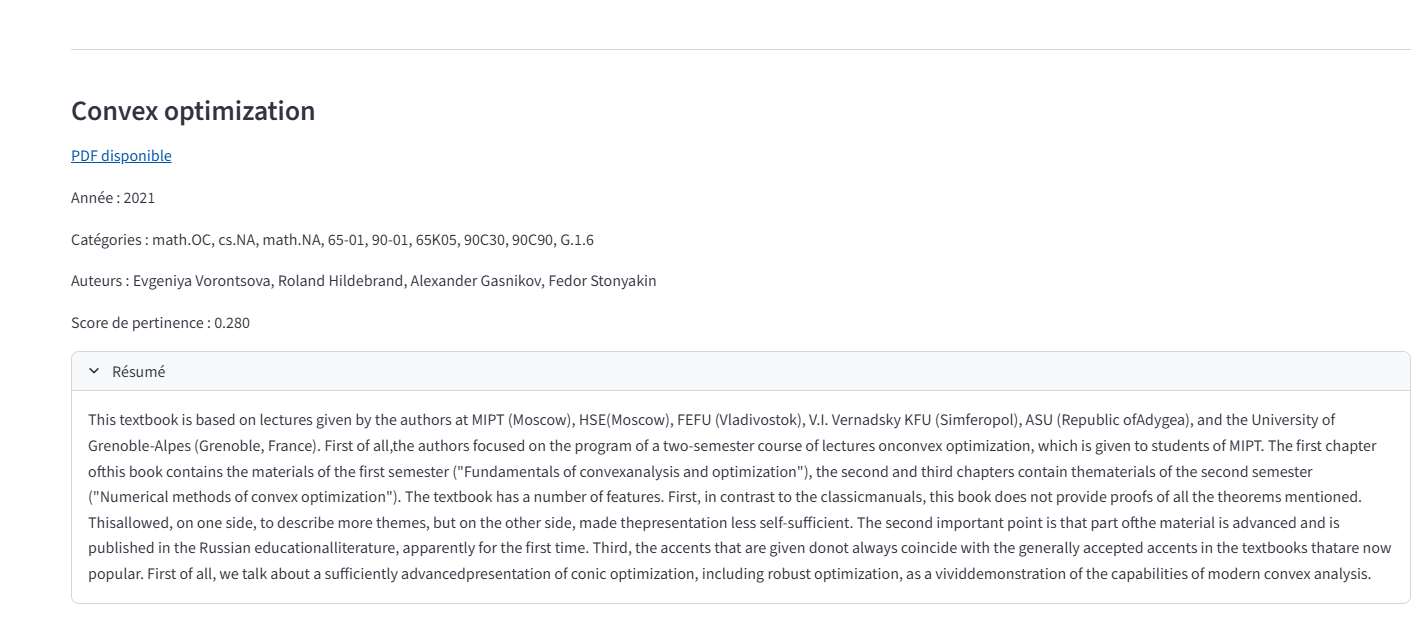 Convex optimization
PDF disponible
Année : 2021
Catégories : math.OC, cs.NA, math.NA, 65-01, 90-01, 65K05, 90C30, 90C90, G.1.6
Auteurs : Evgeniya Vorontsova, Roland Hildebrand, Alexander Gasnikov, Fedor Stonyakin
Score de pertinence : 0.280
Résumé
This textbook is based on lectures given by the authors at MIPT (Moscow), HSE(Moscow), FEFU (Vladivostok), V.I. Vernadsky KFU (Simferopol), ASU (Republic ofAdygea), and the University of
Grenoble-Alpes (Grenoble, France). First of all,the authors focused on the program of a two-semester course of lectures onconvex optimization, which is given to students of MIPT. The first chapter
ofthis book contains the materials of the first semester ("Fundamentals of convexanalysis and optimization"), the second and third chapters contain thematerials of the second semester
("Numerical methods of convex optimization"). The textbook has a number of features. First, in contrast to the classicmanuals, this book does not provide proofs of all the theorems mentioned.
Thisallowed, on one side, to describe more themes, but on the other side, made thepresentation less self-sufficient. The second important point is that part ofthe material is advanced and is
published in the Russian educationalliterature, apparently for the first time. Third, the accents that are given donot always coincide with the generally accepted accents in the textbooks thatare now
popular. First of all, we talk about a sufficiently advancedpresentation of conic optimization, including robust optimization, as a vividdemonstration of the capabilities of modern convex analysis.